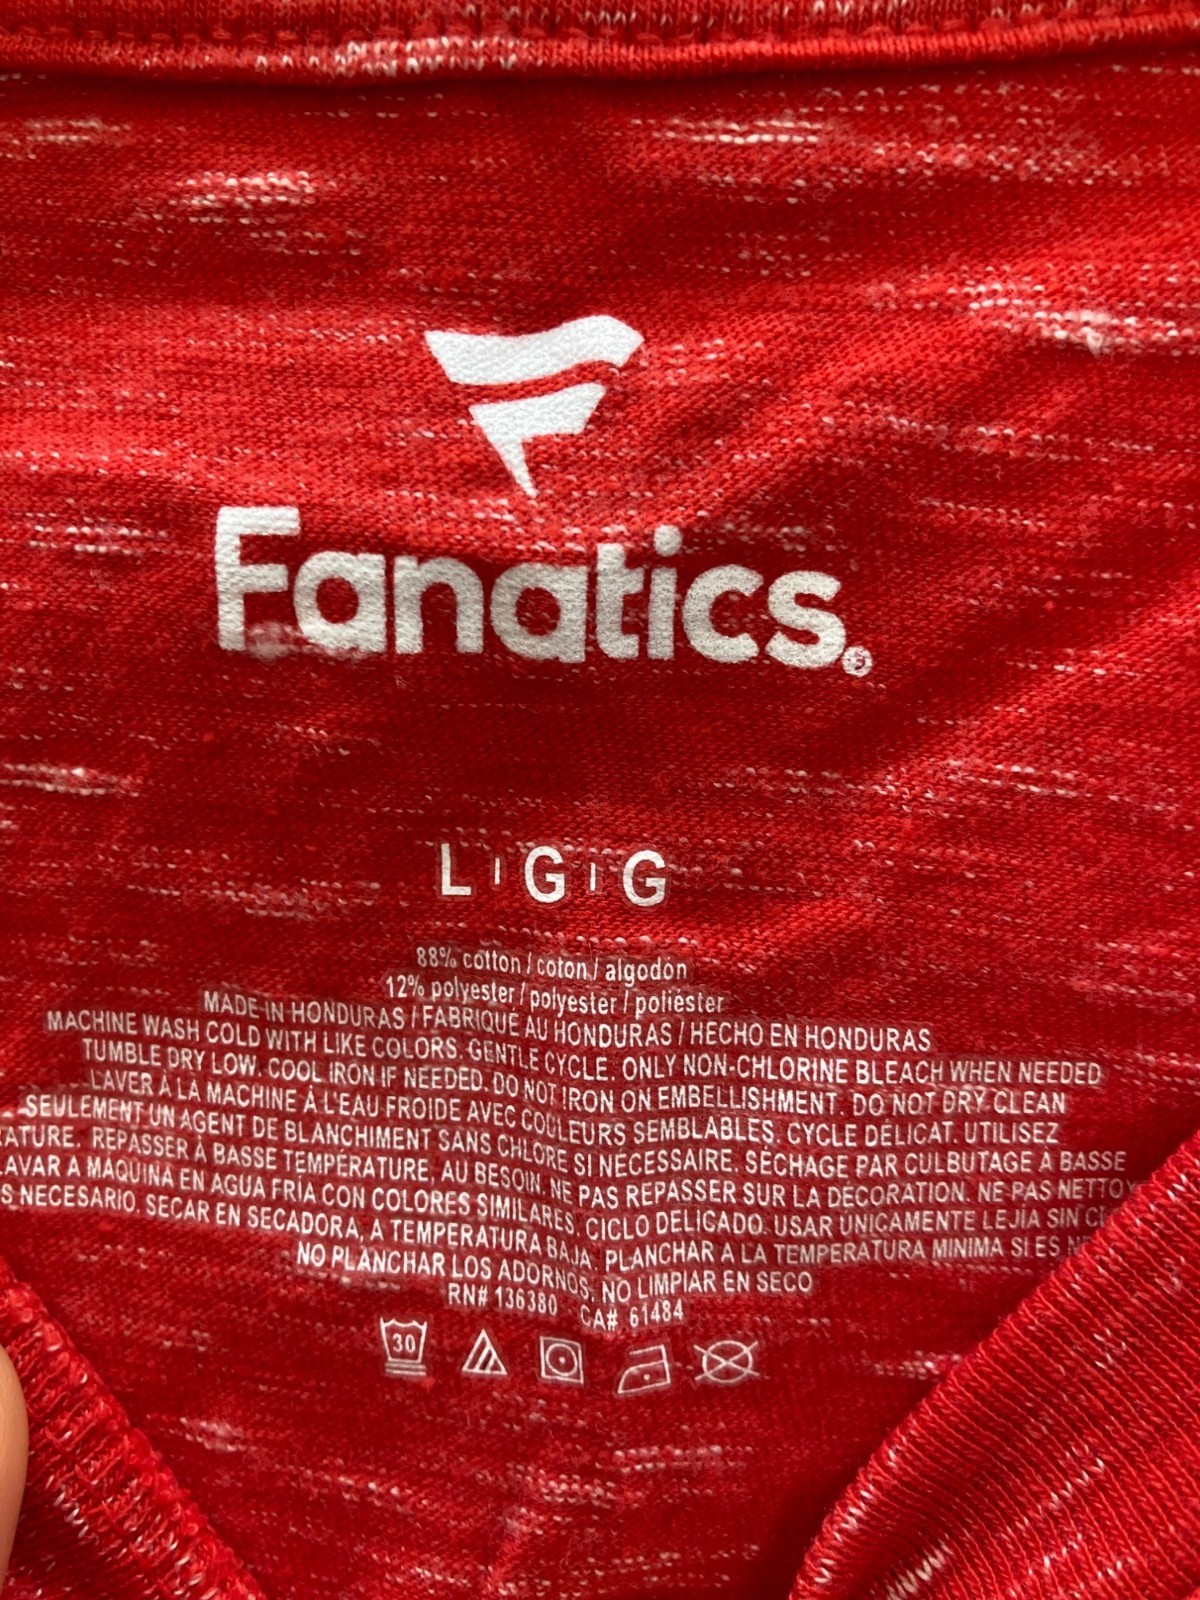 Fanatics®
L | G | G
88% cotton / coton / algodón
12% polyester / polyester / poliéster
MADE IN HONDURAS / FABRIQUÉ AU HONDURAS / HECHO EN HONDURAS
MACHINE WASH COLD WITH LIKE COLORS. GENTLE CYCLE. ONLY NON-CHLORINE BLEACH WHEN NEEDED
TUMBLE DRY LOW. COOL IRON IF NEEDED. DO NOT IRON ON EMBELLISHMENT. DO NOT DRY CLEAN
LAVER À LA MACHINE À L'EAU FROIDE AVEC COULEURS SEMBLABLES. CYCLE DÉLICAT. UTILISEZ
SEULEMENT UN AGENT DE BLANCHIMENT SANS CHLORE SI NÉCESSAIRE. SÉCHAGE PAR CULBUTAGE À BASSE
RATURE. REPASSER À BASSE TEMPÉRATURE, AU BESOIN. NE PAS REPASSER SUR LA DÉCORATION. NE PAS NETTOY
LAVAR A MAQUINA EN AGUA FRÍA CON COLORES SIMILARES. CICLO DELICADO. USAR UNICAMENTE LEJÍA SIN CL
S NECESARIO. SECAR EN SECADORA, A TEMPERATURA BAJA. PLANCHAR A LA TEMPERATURA MINIMA SI ES NE
NO PLANCHAR LOS ADORNOS. NO LIMPIAR EN SECO
RN# 136380 CA# 61484
30